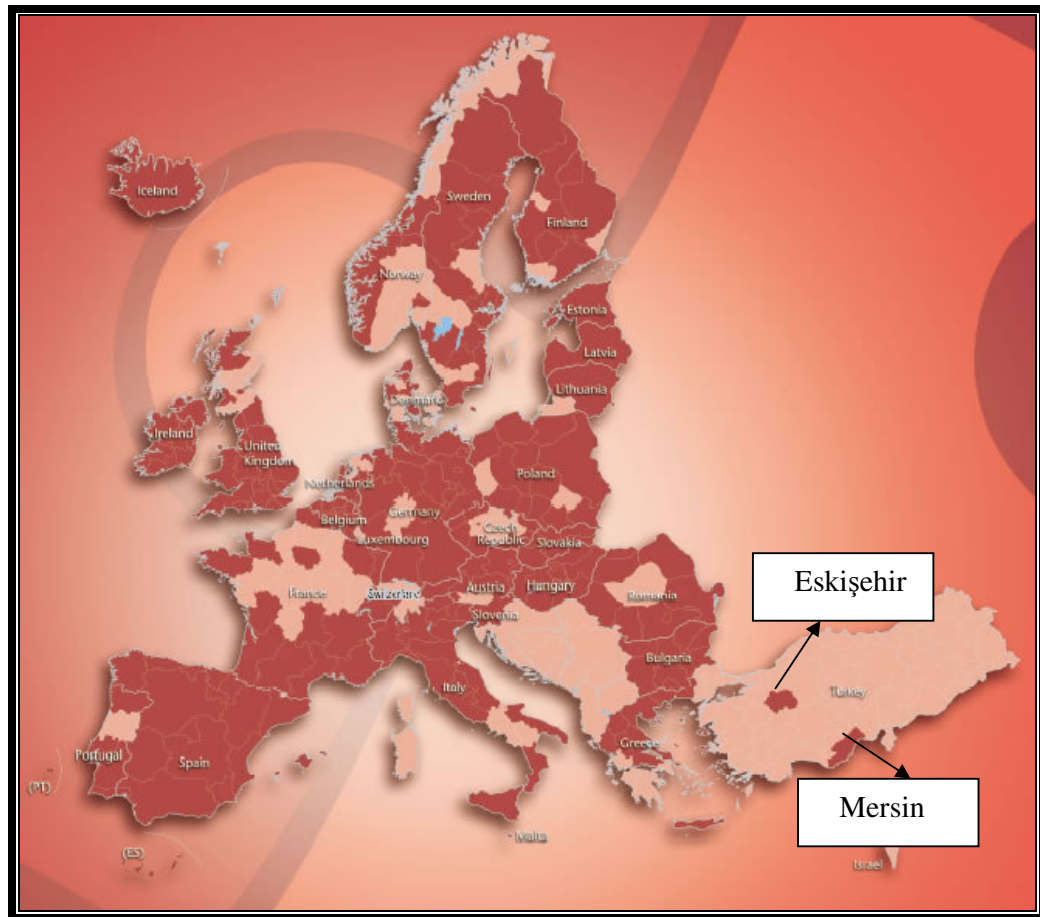 Iceland
Sweden
Finland
Norway
Estonia
Latvia
Lithuania
Denmark
Ireland
United
Kingdom
Netherlands
Poland
Belgium
Germany
Luxembourg
Czech
Republic
Slovakia
France
Switzerland
Austria
Hungary
Slovenia
Romania
Eskişehir
Bulgaria
Turkey
Italy
Greece
Portugal
Spain
(PT)
Mersin
Malta
(ES)
Israel